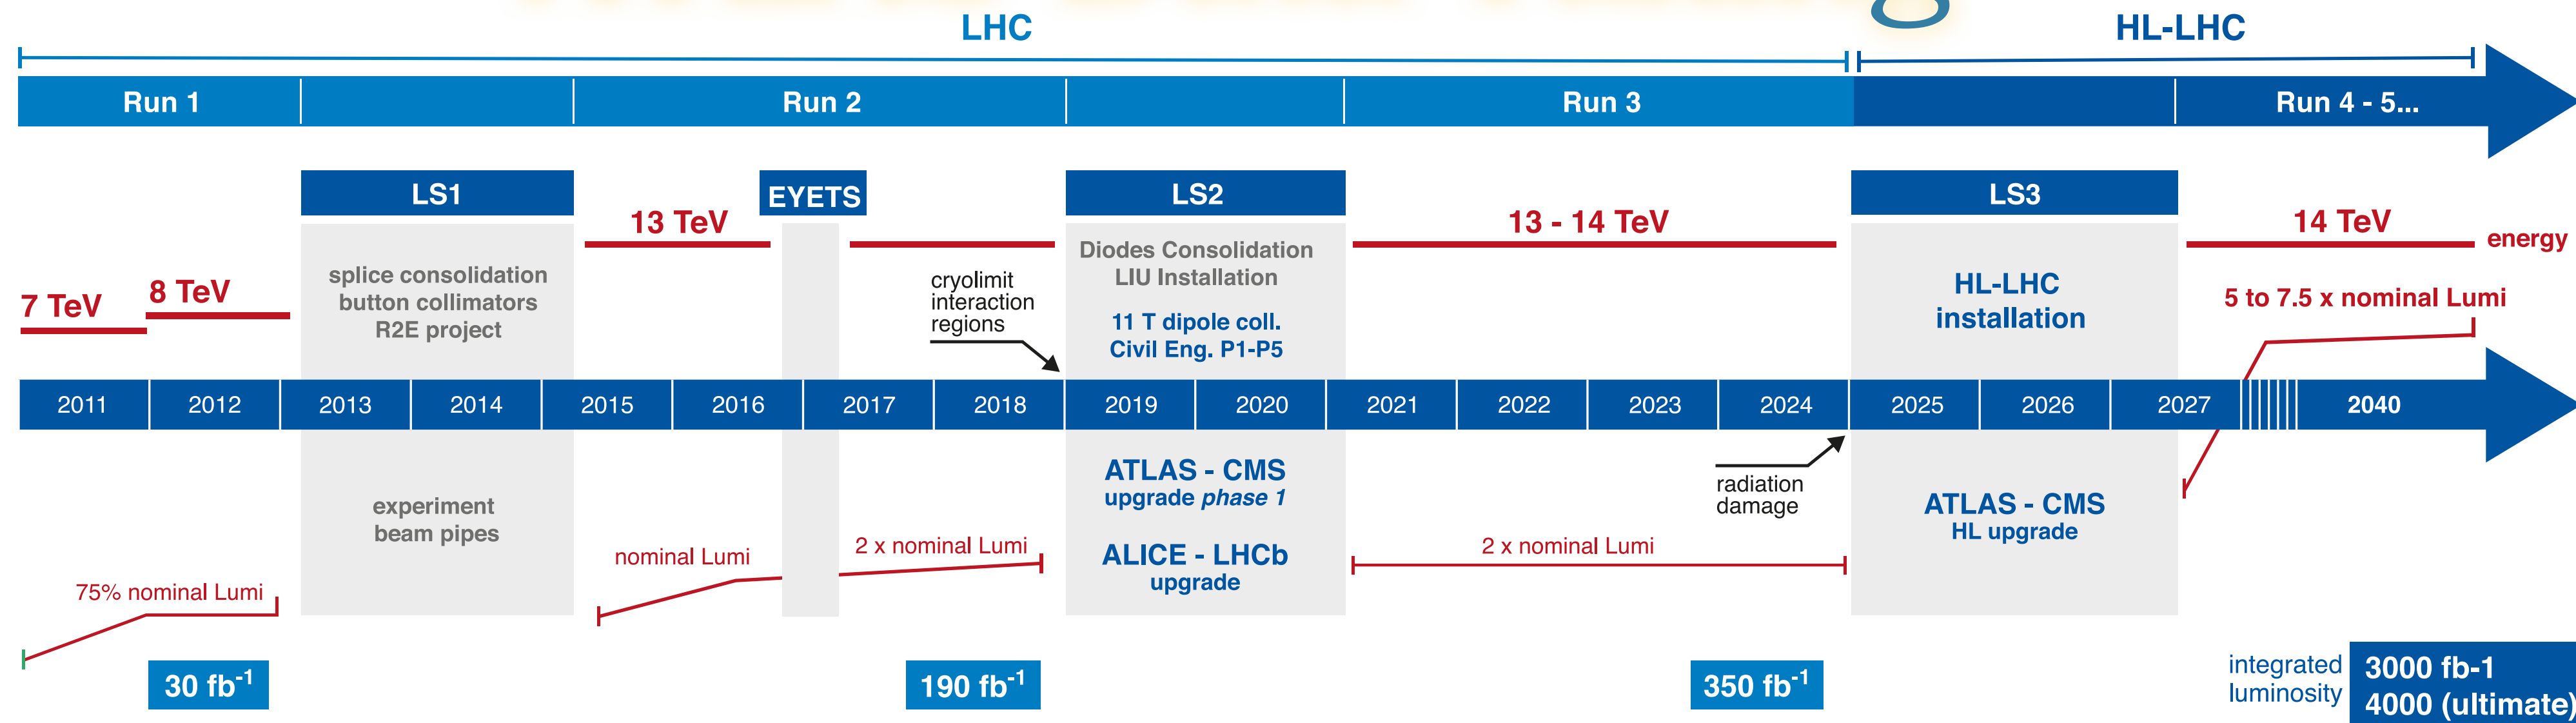 LHC
HL-LHC
Run 1
Run 2
Run 3
Run 4 - 5...
LS1
EYETS
LS2
LS3
13 TeV
13 - 14 TeV
14 TeV
energy
7 TeV
8 TeV
splice consolidation
button collimators
R2E project
cryolimit
interaction
regions
Diodes Consolidation
LIU Installation
11 T dipole coll.
Civil Eng. P1-P5
HL-LHC
installation
5 to 7.5 x nominal Lumi
2011
2012
2013
2014
2015
2016
2017
2018
2019
2020
2021
2022
2023
2024
2025
2026
2027
2040
experiment
beam pipes
ATLAS - CMS
upgrade phase 1
ALICE - LHCb
upgrade
radiation
damage
ATLAS - CMS
HL upgrade
75% nominal Lumi
nominal Lumi
2 x nominal Lumi
2 x nominal Lumi
30 fb⁻¹
190 fb⁻¹
350 fb⁻¹
integrated
luminosity
3000 fb-1
4000 (ultimate)